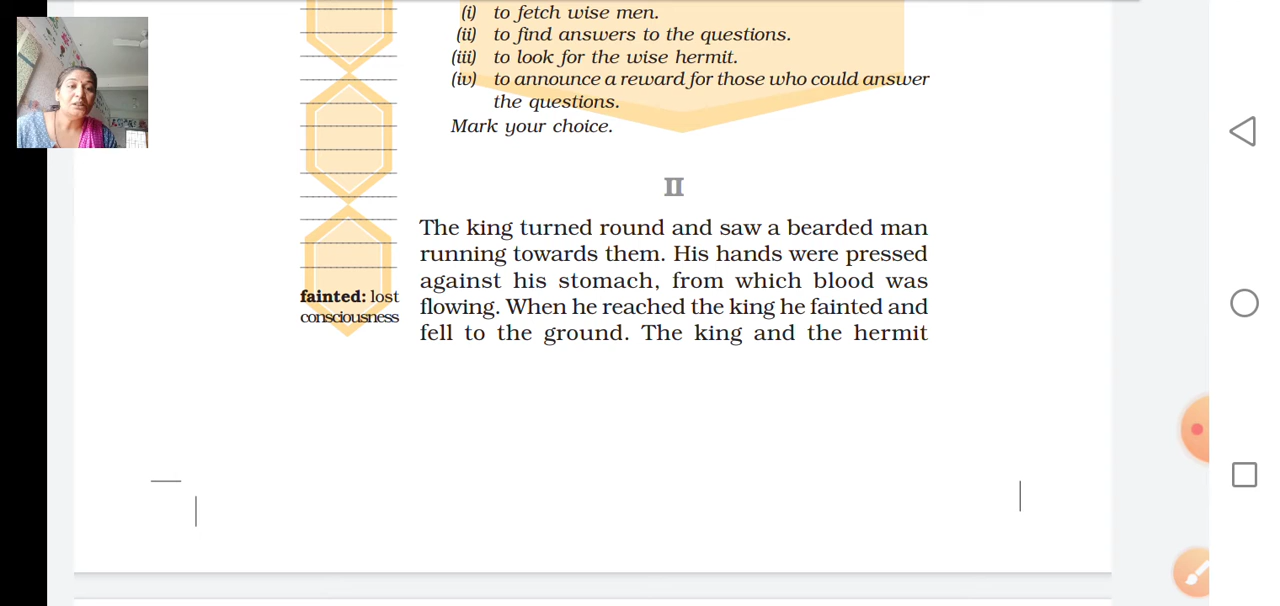 (i) to fetch wise men.
(ii) to find answers to the questions.
(iii) to look for the wise hermit.
(iv) to announce a reward for those who could answer
the questions.
Mark your choice.
II
The king turned round and saw a bearded man
running towards them. His hands were pressed
against his stomach, from which blood was
flowing. When he reached the king he fainted and
fell to the ground. The king and the hermit
fainted: lost
consciousness